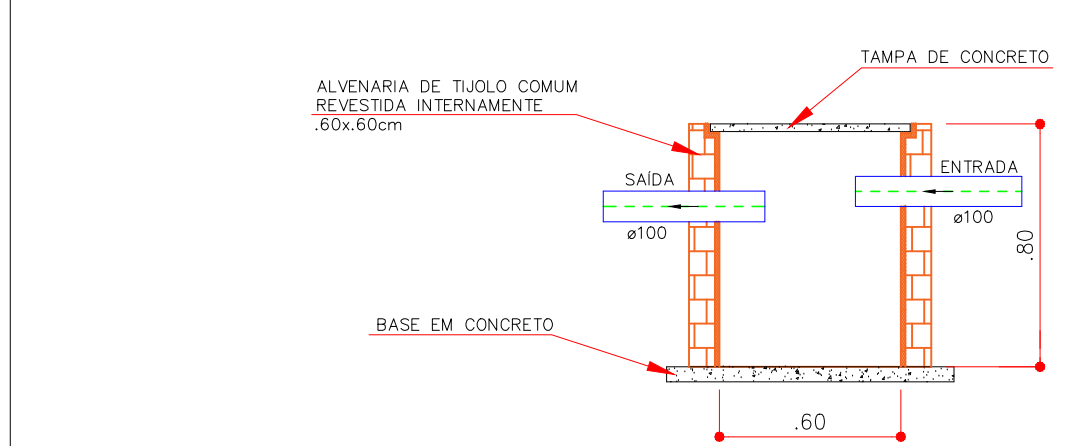 TAMPA DE CONCRETO
ALVENARIA DE TIJOLO COMUM
REVESTIDA INTERNAMENTE
.60x.60cm
ENTRADA
SAÍDA
ø100
ø100
.80
BASE EM CONCRETO
.60